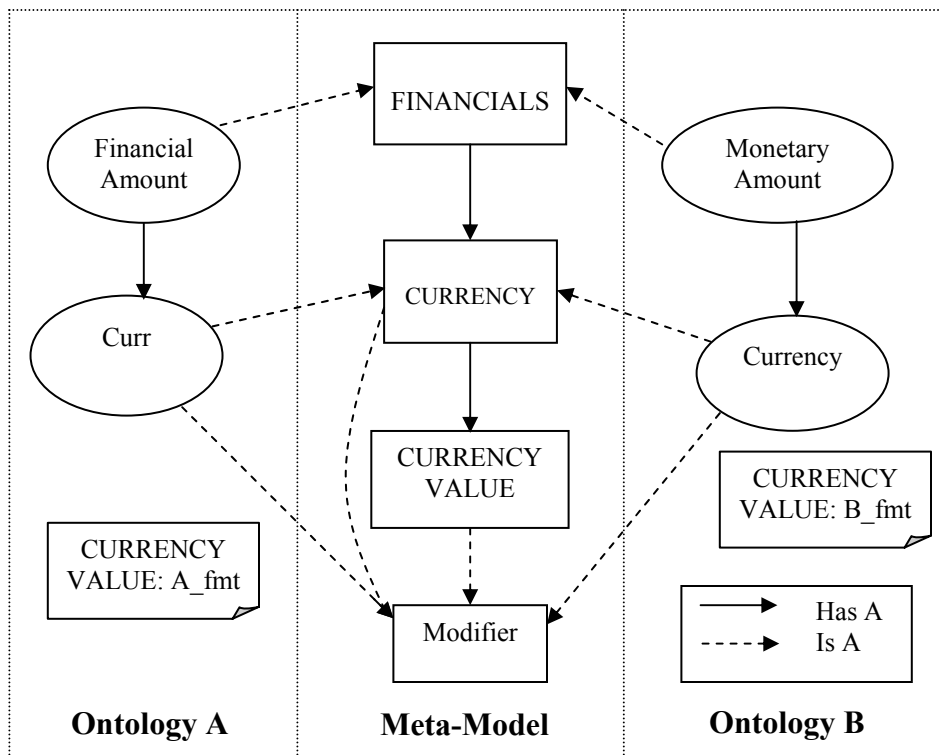 FINANCIALS
Financial
Amount
Monetary
Amount
CURRENCY
Curr
Currency
CURRENCY
VALUE
CURRENCY
VALUE: B_fmt
CURRENCY
VALUE: A_fmt
Modifier
Has A
Is A
Ontology A
Meta-Model
Ontology B